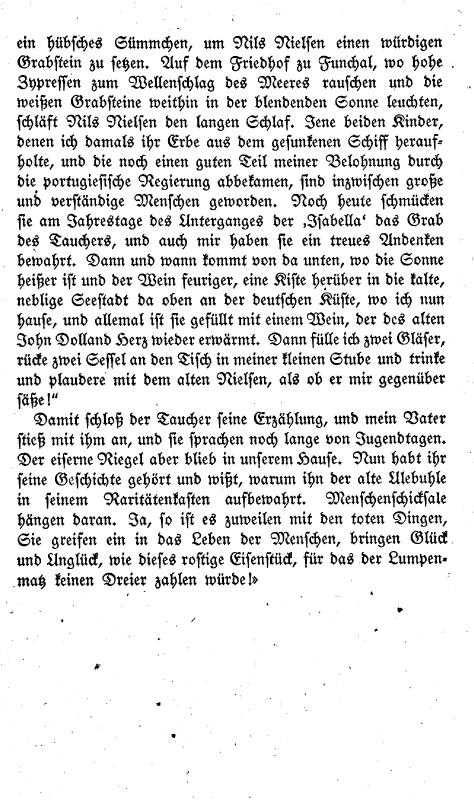 ein hübsches Sümmchen, um Nils Nielsen einen würdigen
Grabstein zu setzen. Auf dem Friedhof zu Funchal, wo hohe
Zypressen zum Wellenschlag des Meeres rauschen und die
weißen Grabsteine weithin in der blendenden Sonne leuchten,
schläft Nils Nielsen den langen Schlaf. Jene beiden Kinder,
denen ich damals ihr Erbe aus dem gesunkenen Schiff herauf-
holte, und die noch einen guten Teil meiner Belohnung durch
die portugiesische Regierung abbekamen, sind inzwischen große
und verständige Menschen geworden. Noch heute schmücken
sie am Jahrestage des Unterganges der ‚Isabella‘ das Grab
des Tauchers, und auch mir haben sie ein treues Andenken
bewahrt. Dann und wann kommt von da unten, wo die Sonne
heißer ist und der Wein feuriger, eine Kiste herüber in die kalte,
neblige Seestadt da oben an der deutschen Küste, wo ich nun
hause, und allemal ist sie gefüllt mit einem Wein, der des alten
John Dolland Herz wieder erwärmt. Dann fülle ich zwei Gläser,
rücke zwei Sessel an den Tisch in meiner kleinen Stube und trinke
und plaudere mit dem alten Nielsen, als ob er mir gegenüber
säße!“
Damit schloß der Taucher seine Erzählung, und mein Vater
stieß mit ihm an, und sie sprachen noch lange von Jugendtagen.
Der eiserne Riegel aber blieb in unserem Hause. Nun habt ihr
seine Geschichte gehört und wißt, warum ihn der alte Ulebuhle
in seinem Raritätenkasten aufbewahrt. Menschenschicksale
hängen daran. Ja, so ist es zuweilen mit den toten Dingen,
Sie greifen ein in das Leben der Menschen, bringen Glück
und Unglück, wie dieses rostige Eisenstück, für das der Lumpen-
matz keinen Dreier zahlen würde!»